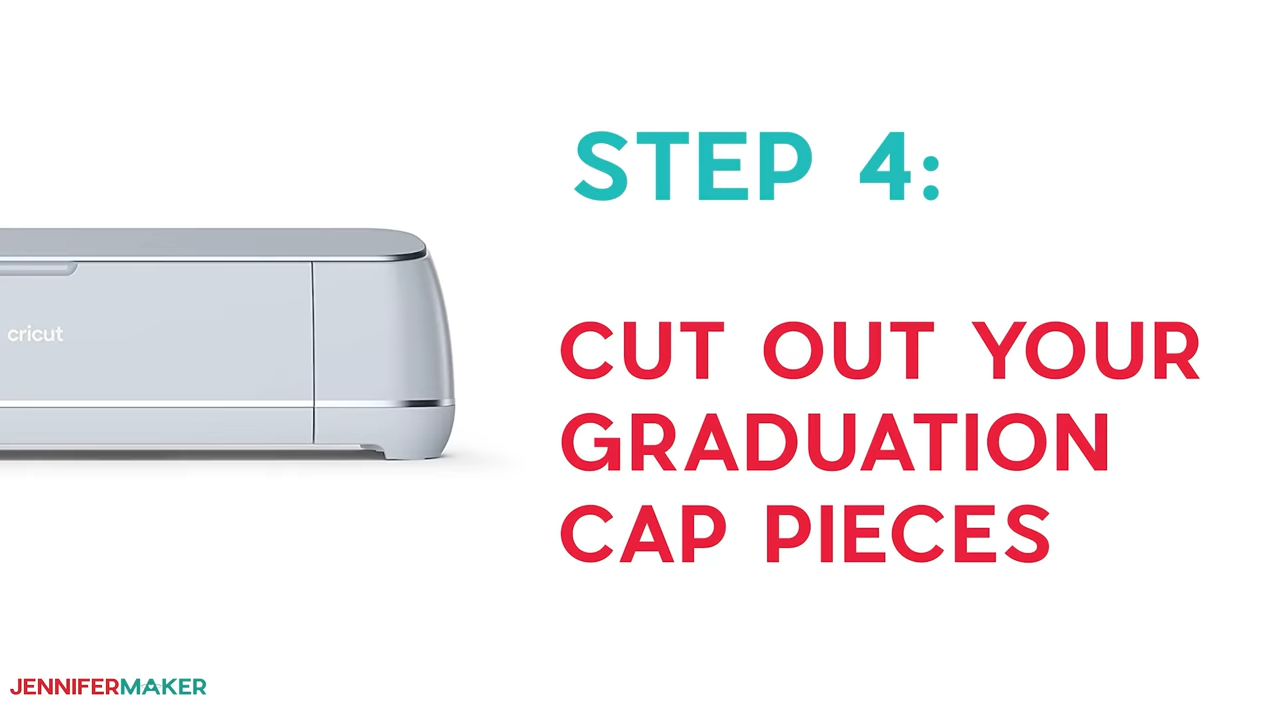 STEP 4:
cricut
CUT OUT YOUR
GRADUATION
CAP PIECES
JENNIFERMAKER